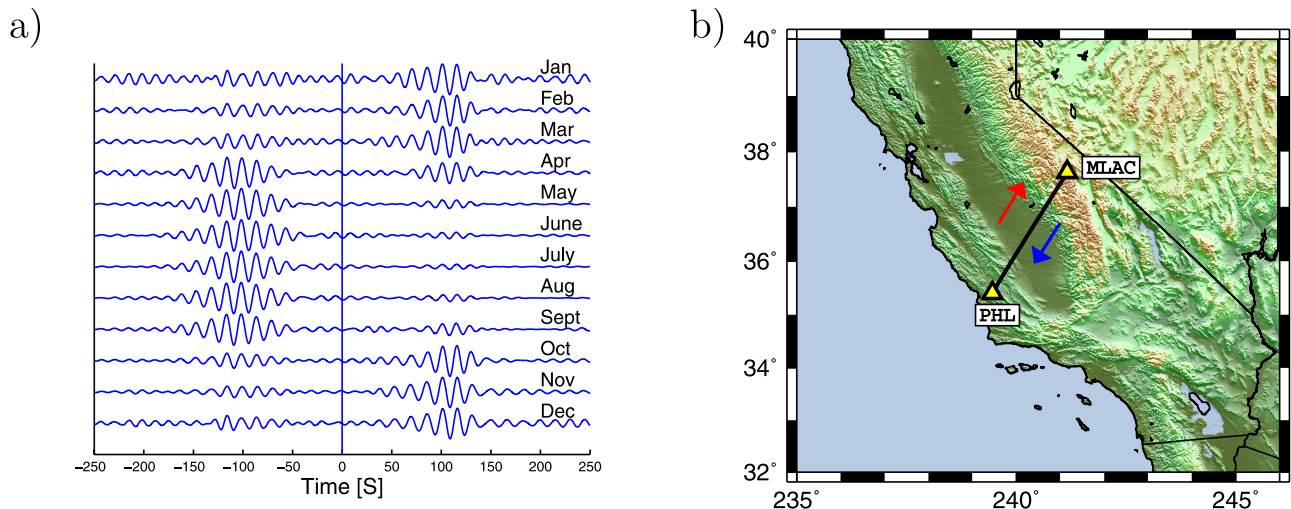 a)
Jan
Feb
Mar
Apr
May
June
July
Aug
Sept
Oct
Nov
Dec
−250 −200 −150 −100 −50 0 50 100 150 200 250
Time [S]
b)
40°
38°
36°
34°
32°
235° 240° 245°
MLAC
PHL